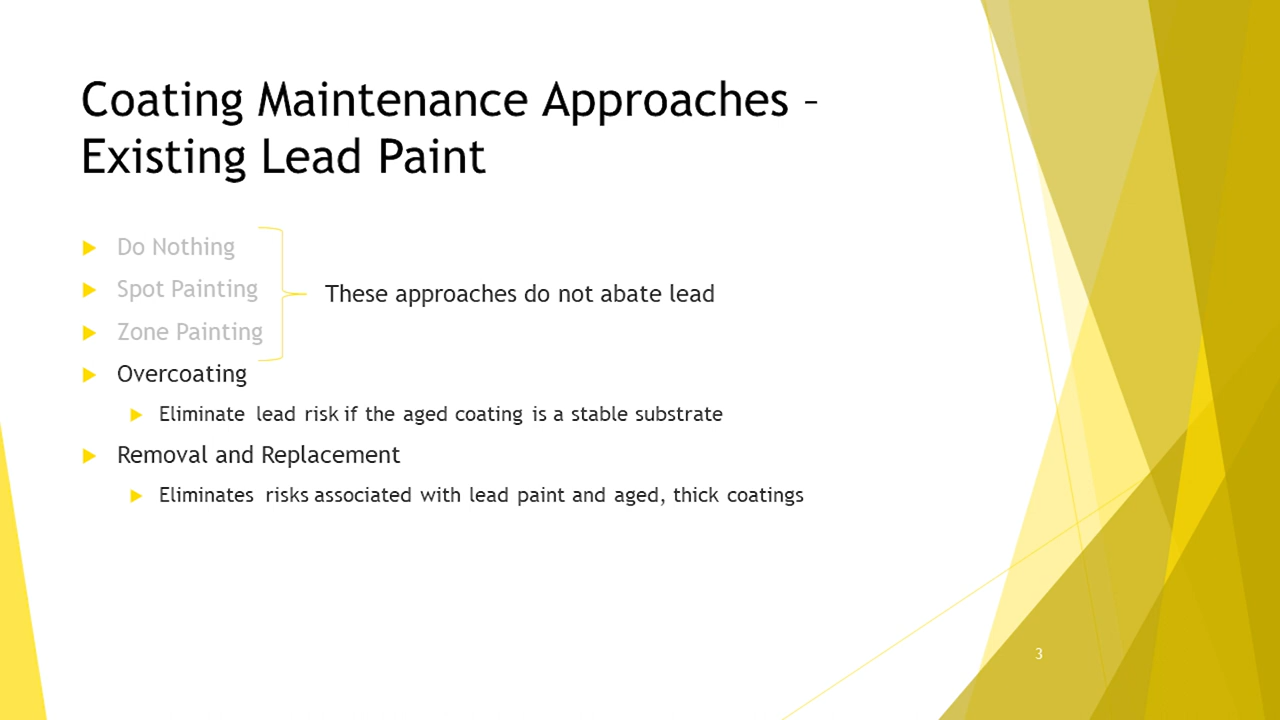 Coating Maintenance Approaches –
Existing Lead Paint
Do Nothing
Spot Painting
These approaches do not abate lead
Zone Painting
Overcoating
Eliminate lead risk if the aged coating is a stable substrate
Removal and Replacement
Eliminates risks associated with lead paint and aged, thick coatings
3